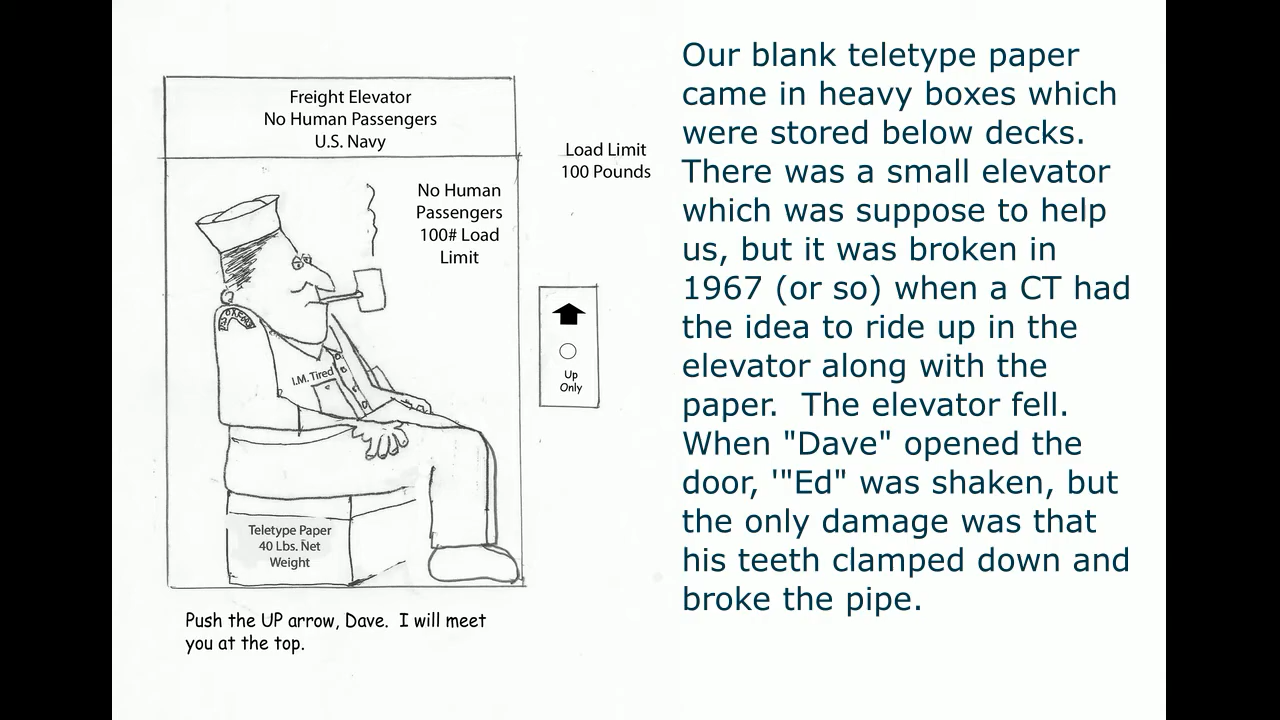 Freight Elevator
No Human Passengers
U.S. Navy
Load Limit
100 Pounds
No Human
Passengers
100# Load
Limit
Up
Only
I.M. Tired
Teletype Paper
40 Lbs. Net
Weight
Push the UP arrow, Dave.  I will meet
you at the top.
Our blank teletype paper
came in heavy boxes which
were stored below decks.
There was a small elevator
which was suppose to help
us, but it was broken in
1967 (or so) when a CT had
the idea to ride up in the
elevator along with the
paper.  The elevator fell.
When "Dave" opened the
door, '"Ed" was shaken, but
the only damage was that
his teeth clamped down and
broke the pipe.